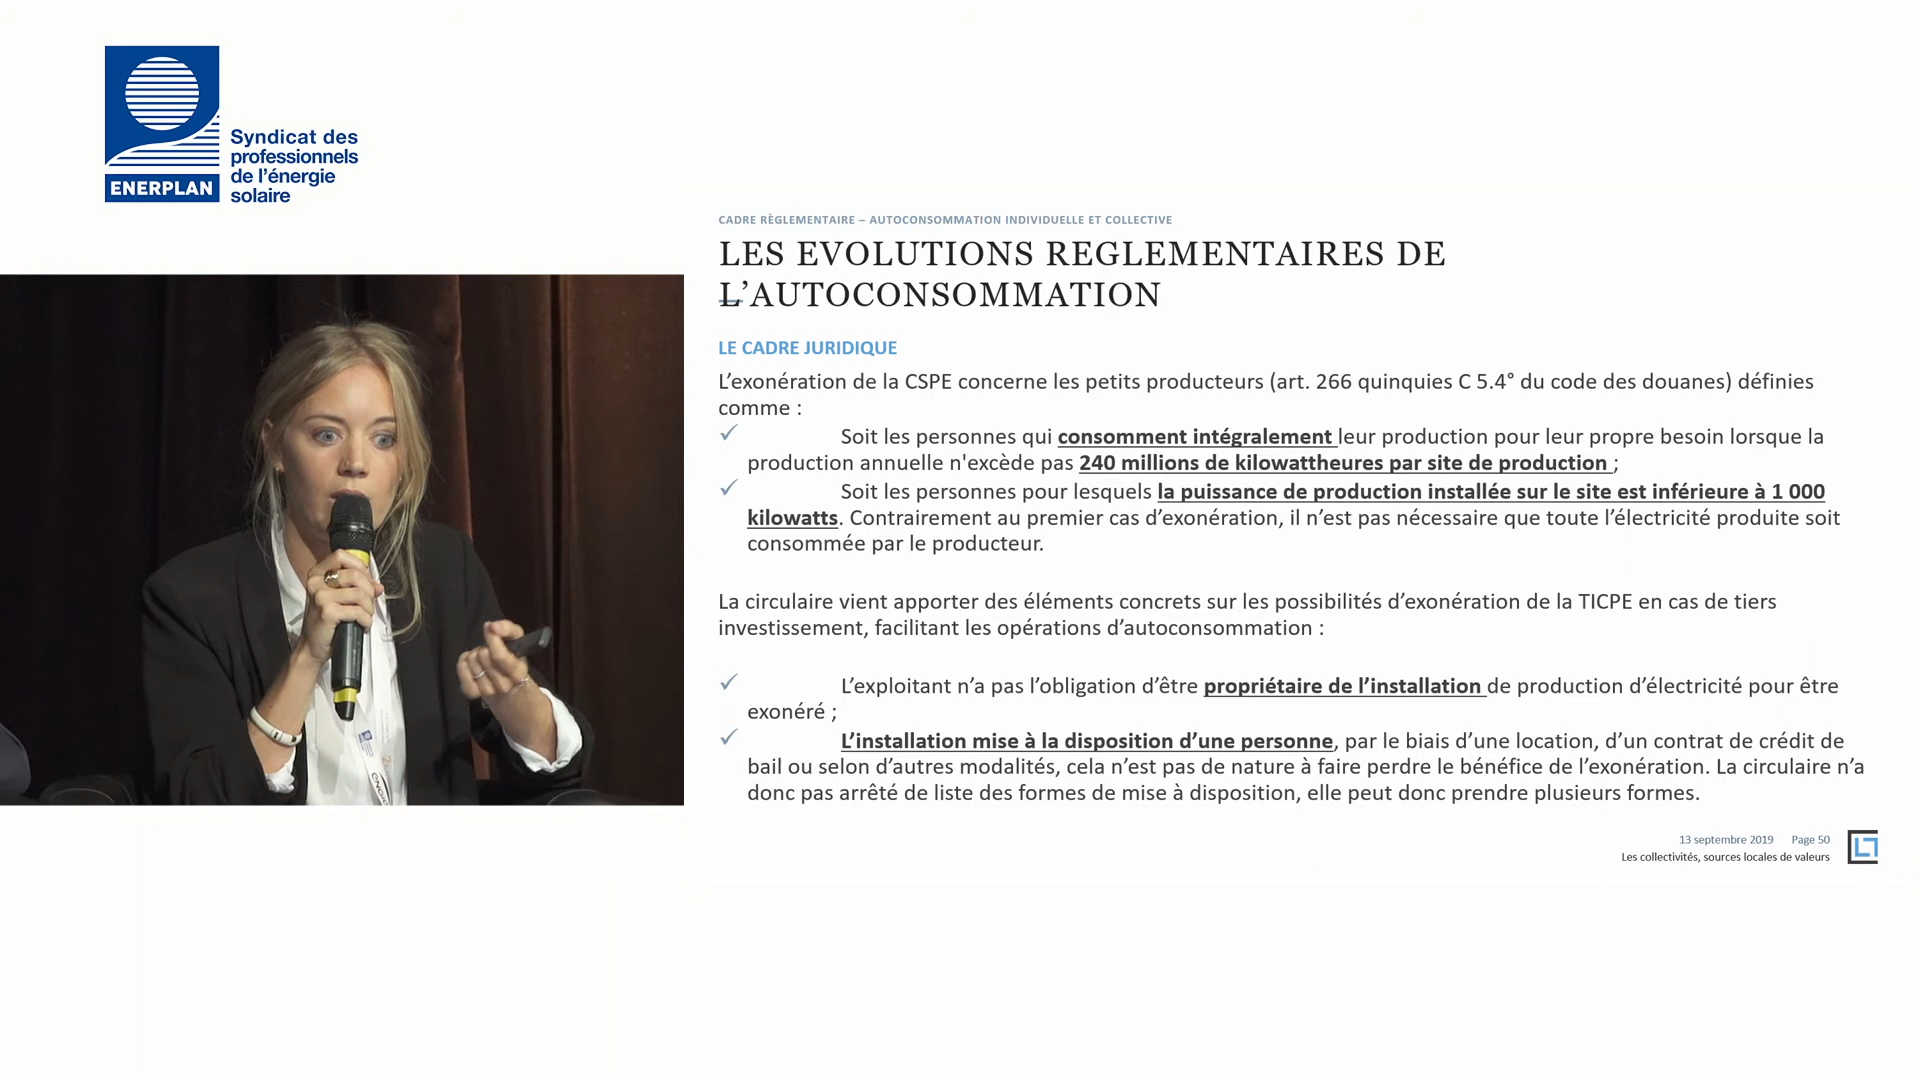 Syndicat des
professionnels
de l'énergie
solaire
ENERPLAN
CADRE RÈGLEMENTAIRE – AUTOCONSOMMATION INDIVIDUELLE ET COLLECTIVE
LES EVOLUTIONS REGLEMENTAIRES DE
L'AUTOCONSOMMATION
LE CADRE JURIDIQUE
L'exonération de la CSPE concerne les petits producteurs (art. 266 quinquies C 5.4° du code des douanes) définies
comme :
✓ Soit les personnes qui consomment intégralement leur production pour leur propre besoin lorsque la
production annuelle n'excède pas 240 millions de kilowattheures par site de production ;
✓ Soit les personnes pour lesquels la puissance de production installée sur le site est inférieure à 1 000
kilowatts. Contrairement au premier cas d'exonération, il n'est pas nécessaire que toute l'électricité produite soit
consommée par le producteur.
La circulaire vient apporter des éléments concrets sur les possibilités d'exonération de la TICPE en cas de tiers
investissement, facilitant les opérations d'autoconsommation :
✓ L'exploitant n'a pas l'obligation d'être propriétaire de l'installation de production d'électricité pour être
exonéré ;
✓ L'installation mise à la disposition d'une personne, par le biais d'une location, d'un contrat de crédit de
bail ou selon d'autres modalités, cela n'est pas de nature à faire perdre le bénéfice de l'exonération. La circulaire n'a
donc pas arrêté de liste des formes de mise à disposition, elle peut donc prendre plusieurs formes.
13 septembre 2019 Page 50
Les collectivités, sources locales de valeurs